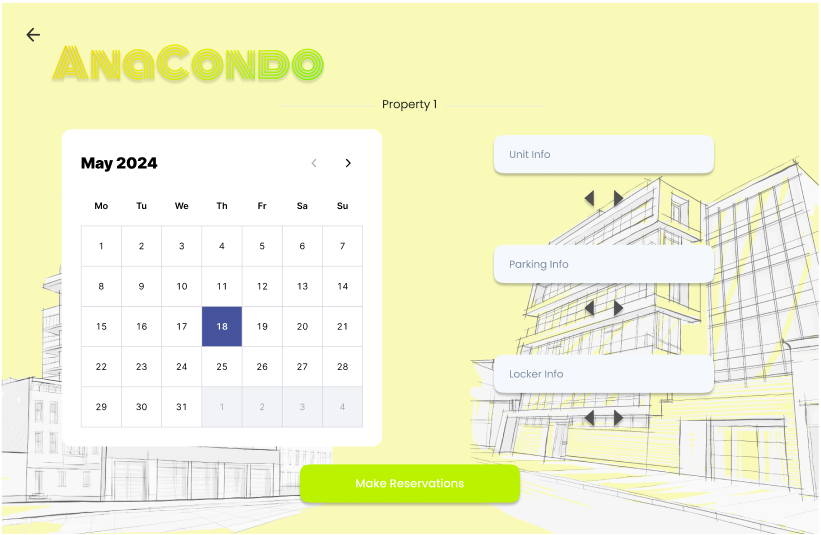 AnaCondo
Property 1
May 2024
Mo Tu We Th Fr Sa Su
1 2 3 4 5 6 7
8 9 10 11 12 13 14
15 16 17 18 19 20 21
22 23 24 25 26 27 28
29 30 31 1 2 3 4
Unit Info
Parking Info
Locker Info
Make Reservations